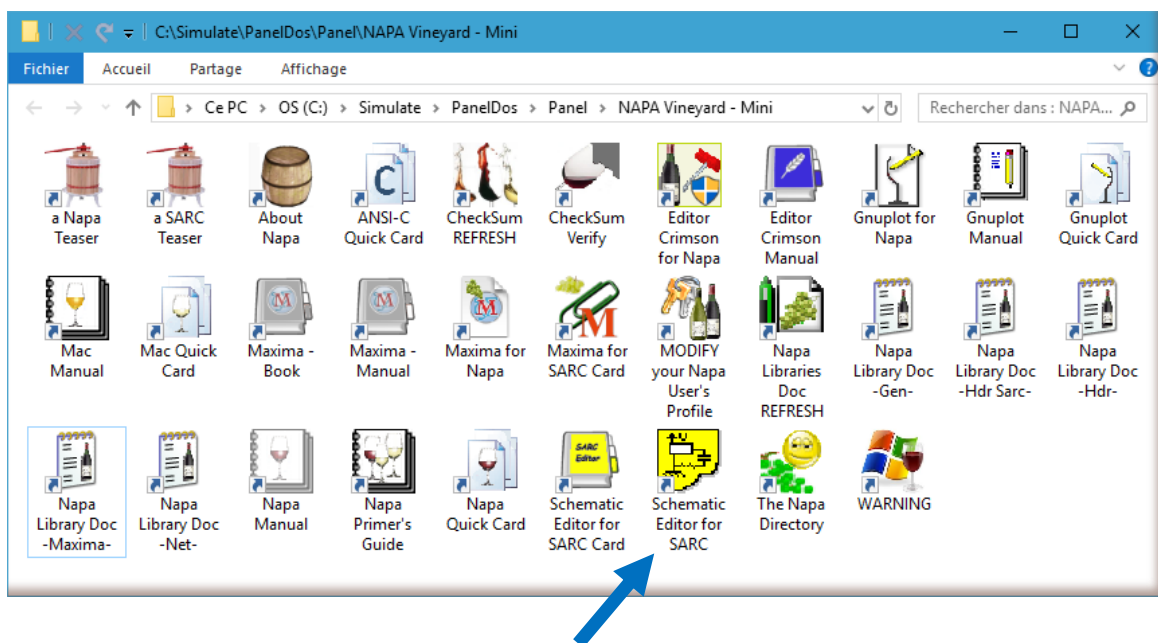 C:\Simulate\PanelDos\Panel\NAPA Vineyard - Mini
Fichier Accueil Partage Affichage
Ce PC > OS (C:) > Simulate > PanelDos > Panel > NAPA Vineyard - Mini
Rechercher dans : NAPA...
a Napa Teaser
a SARC Teaser
About Napa
ANSI-C Quick Card
CheckSum REFRESH
CheckSum Verify
Editor Crimson for Napa
Editor Crimson Manual
Gnuplot for Napa
Gnuplot Manual
Gnuplot Quick Card
Mac Manual
Mac Quick Card
Maxima - Book
Maxima - Manual
Maxima for Napa
Maxima for SARC Card
MODIFY your Napa User's Profile
Napa Libraries Doc REFRESH
Napa Library Doc -Gen-
Napa Library Doc -Hdr Sarc-
Napa Library Doc -Hdr-
Napa Library Doc -Maxima-
Napa Library Doc -Net-
Napa Manual
Napa Primer's Guide
Napa Quick Card
SARC Editor
Schematic Editor for SARC Card
Schematic Editor for SARC
The Napa Directory
WARNING